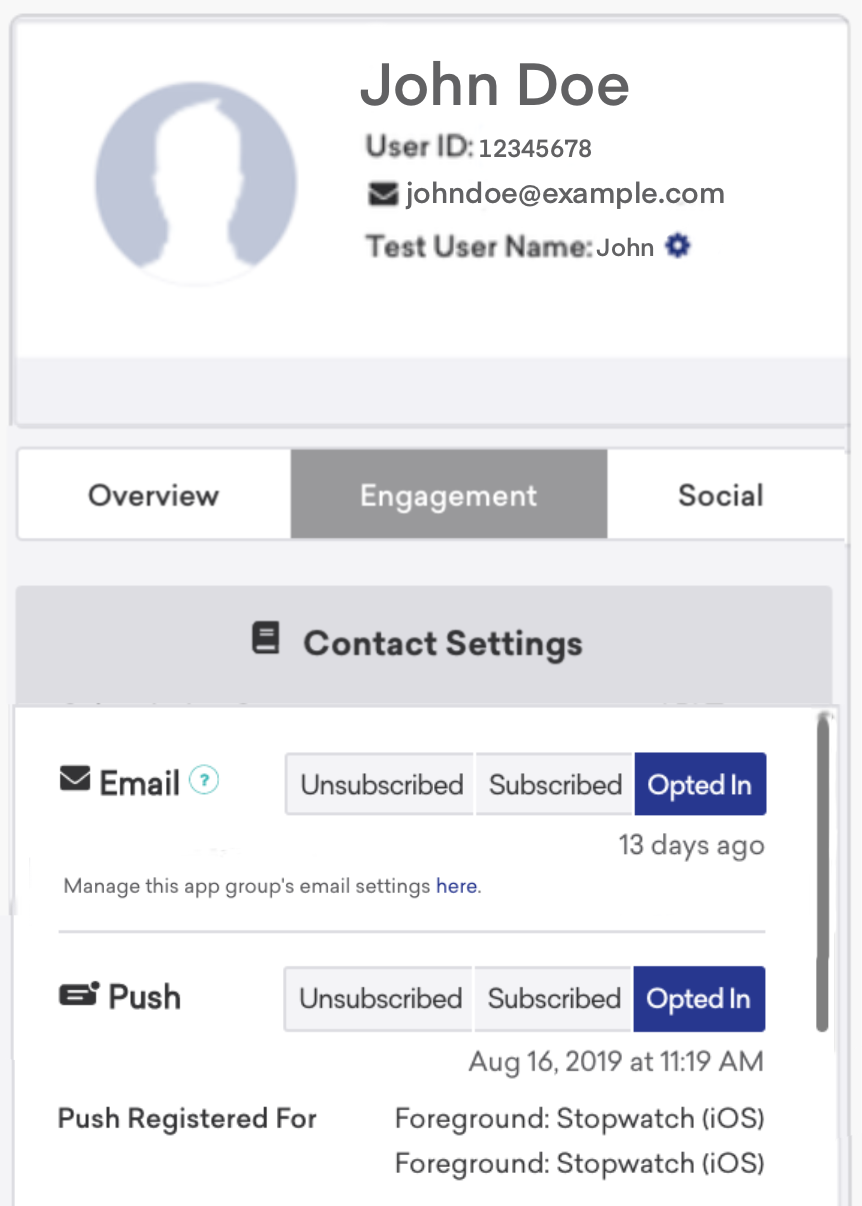 John Doe
User ID: 12345678
johndoe@example.com
Test User Name: John
Overview Engagement Social
Contact Settings
Email ? Unsubscribed Subscribed Opted In
13 days ago
Manage this app group's email settings here.
Push Unsubscribed Subscribed Opted In
Aug 16, 2019 at 11:19 AM
Push Registered For Foreground: Stopwatch (iOS)
Foreground: Stopwatch (iOS)